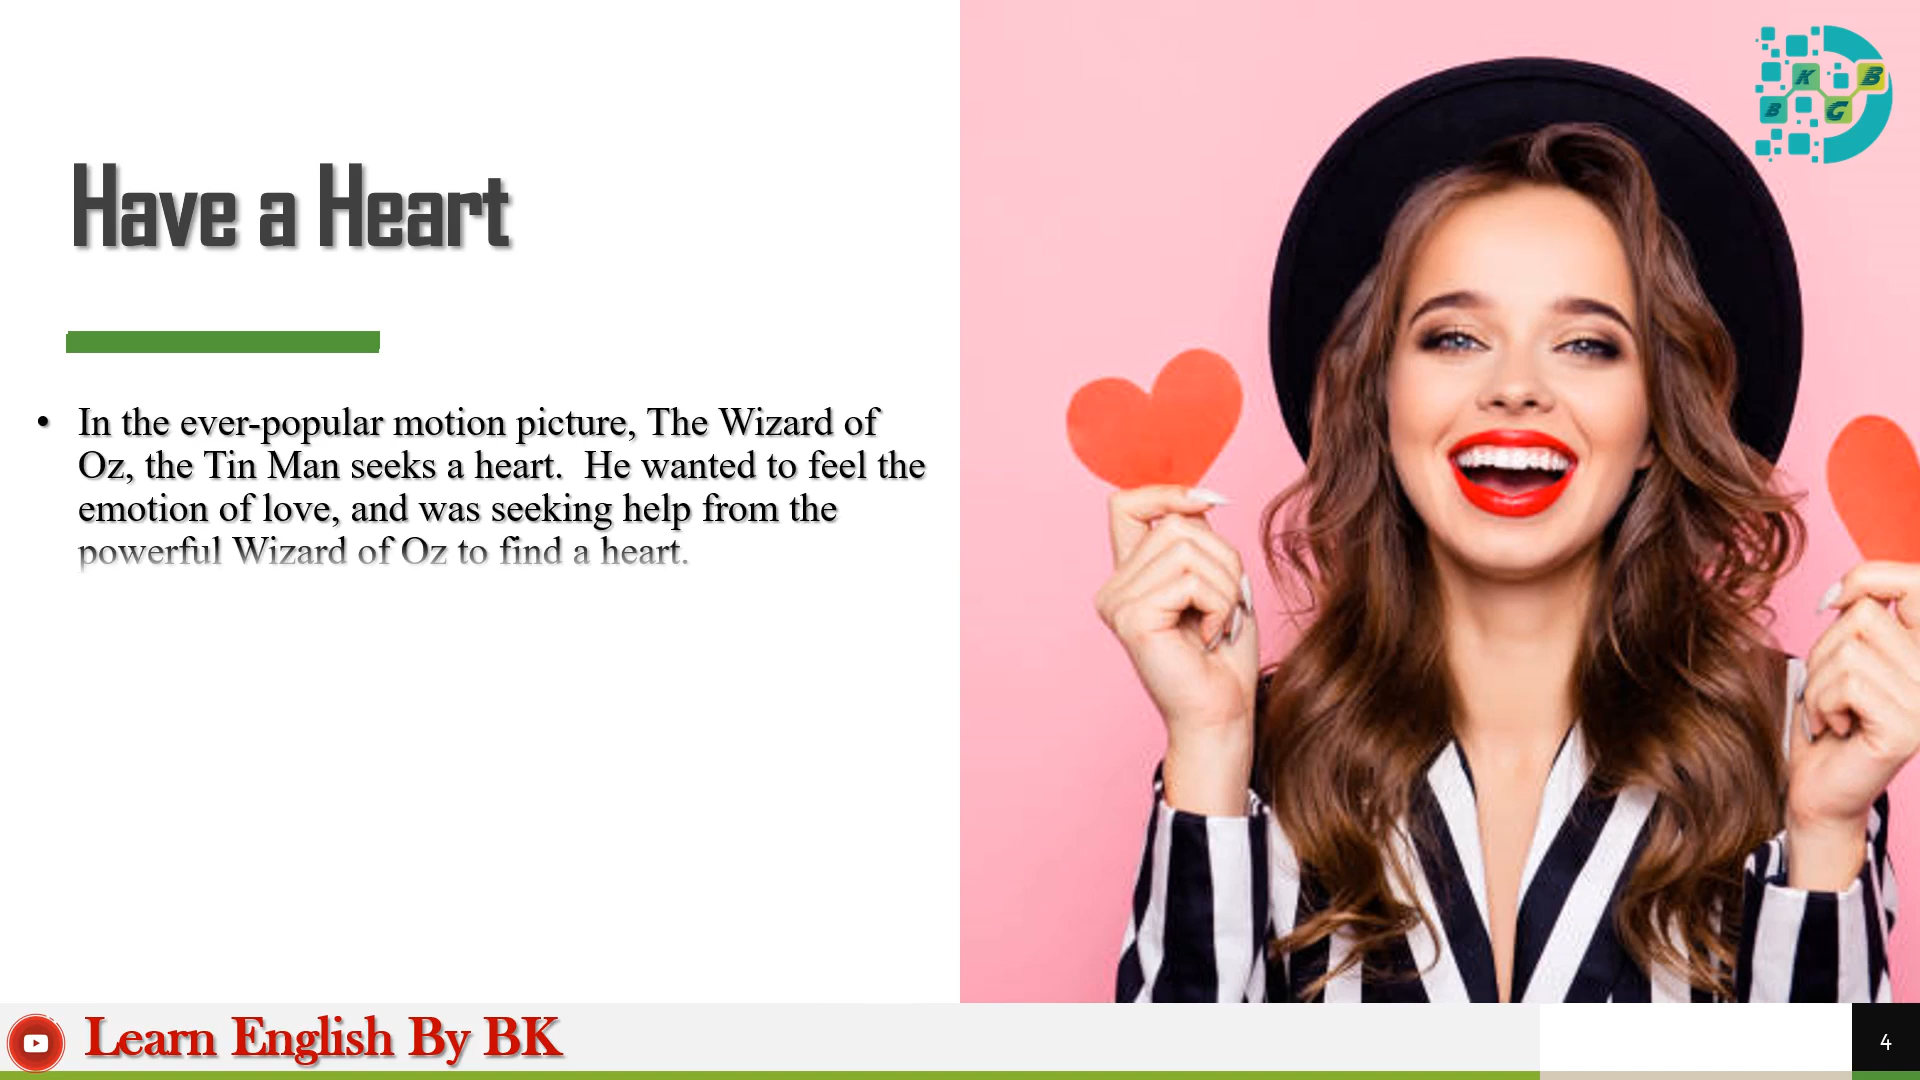 K
B
B
G
Have a Heart
• In the ever-popular motion picture, The Wizard of
Oz, the Tin Man seeks a heart.  He wanted to feel the
emotion of love, and was seeking help from the
powerful Wizard of Oz to find a heart.
Learn English By BK
4